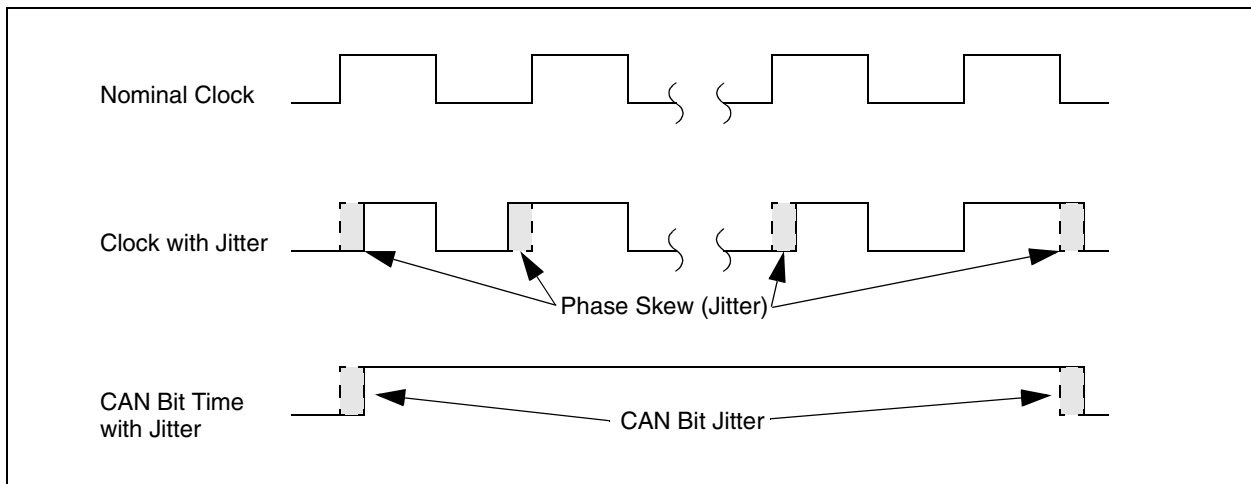 Nominal Clock
Clock with Jitter
Phase Skew (Jitter)
CAN Bit Time
with Jitter
CAN Bit Jitter